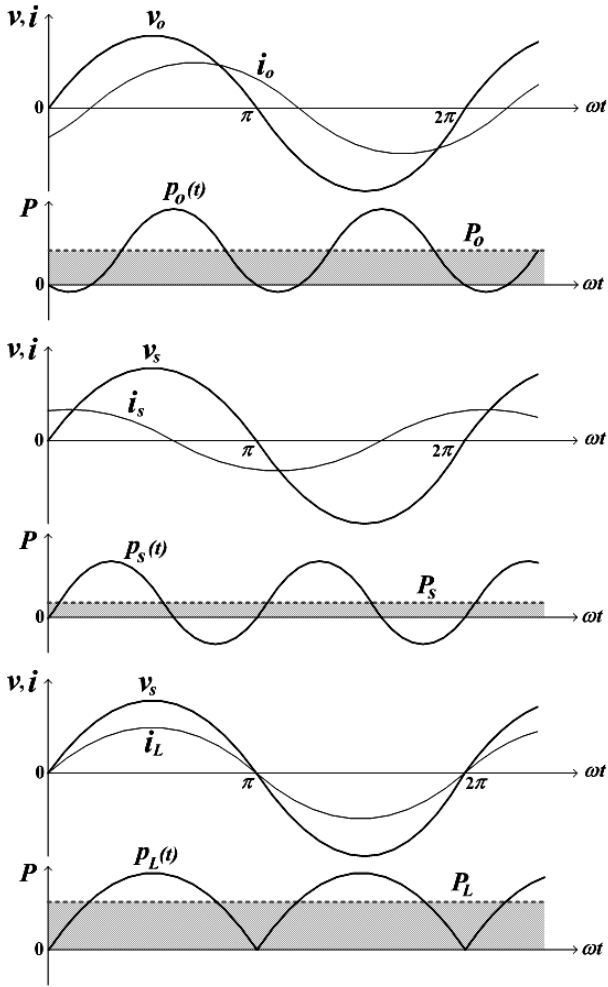 v, i
v_o
i_o
0
π
2π
ωt
P
p_o(t)
P_o
0
ωt
v, i
v_s
i_s
0
π
2π
ωt
P
p_s(t)
P_s
0
ωt
v, i
v_s
i_L
0
π
2π
ωt
P
p_L(t)
P_L
0
ωt